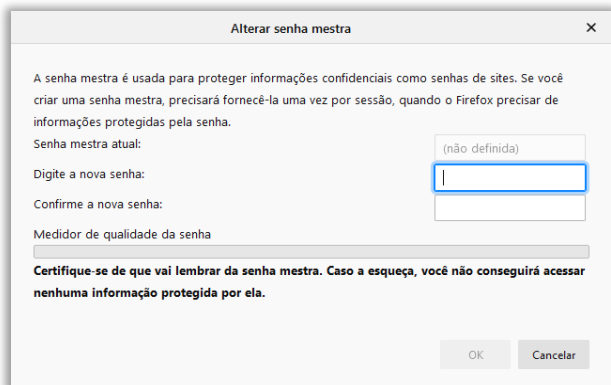 Alterar senha mestra
A senha mestra é usada para proteger informações confidenciais como senhas de sites. Se você
criar uma senha mestra, precisará fornecê-la uma vez por sessão, quando o Firefox precisar de
informações protegidas pela senha.
Senha mestra atual:
(não definida)
Digite a nova senha:
Confirme a nova senha:
Medidor de qualidade da senha
Certifique-se de que vai lembrar da senha mestra. Caso a esqueça, você não conseguirá acessar
nenhuma informação protegida por ela.
OK
Cancelar